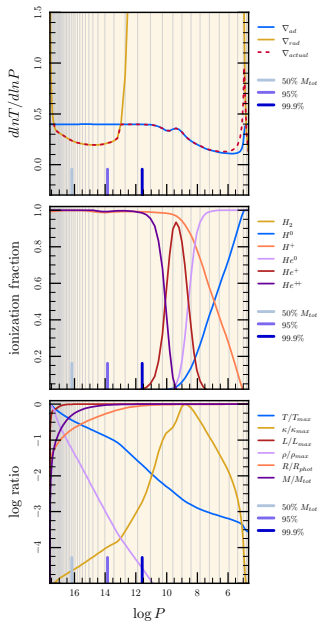 1.5
1.0
0.5
0.0
dlnT/dlnP
∇ad
∇rad
∇actual
50% Mtot
95%
99.9%
1.0
0.8
0.6
0.4
0.2
ionization fraction
H2
H0
H+
He0
He+
He++
50% Mtot
95%
99.9%
0
−1
−2
−3
−4
log ratio
T/Tmax
κ/κmax
L/Lmax
ρ/ρmax
R/Rphot
M/Mtot
50% Mtot
95%
99.9%
16 14 12 10 8 6
log P